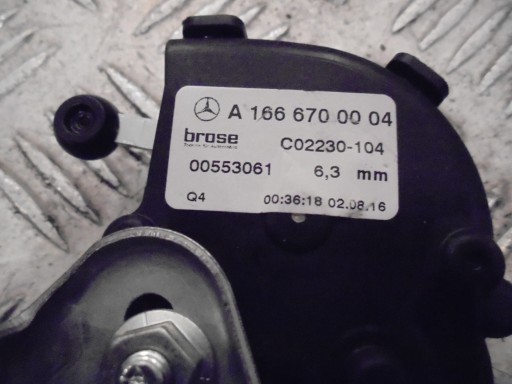 A 166 670 00 04
brose C02230-104
00553061 6,3 mm
Q4 00:36:18 02.08.16